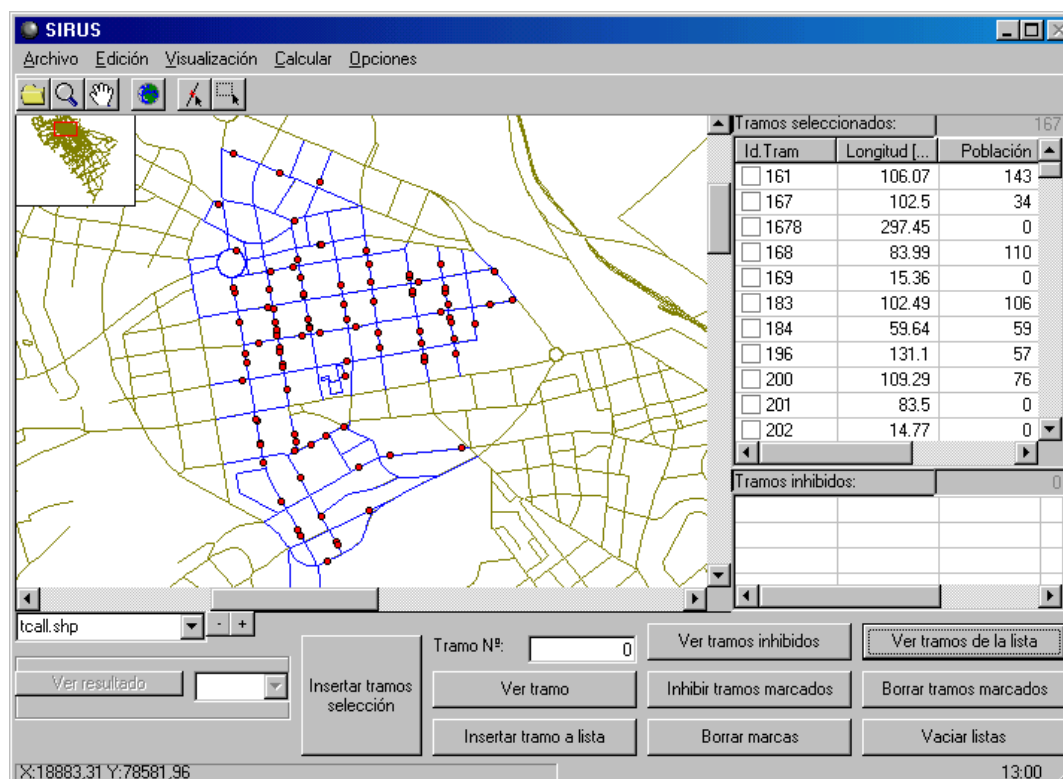 SIRUS
Archivo Edición Visualización Calcular Opciones
Tramos seleccionados: 167
Id.Tram Longitud [... Población
161 106.07 143
167 102.5 34
1678 297.45 0
168 83.99 110
169 15.36 0
183 102.49 106
184 59.64 59
196 131.1 57
200 109.29 76
201 83.5 0
202 14.77 0
Tramos inhibidos: 0
tcall.shp - +
Ver resultado
Insertar tramos selección
Tramo Nº: 0
Ver tramo
Insertar tramo a lista
Ver tramos inhibidos
Inhibir tramos marcados
Borrar marcas
Ver tramos de la lista
Borrar tramos marcados
Vaciar listas
X:18883,31 Y:78581,96 13:00